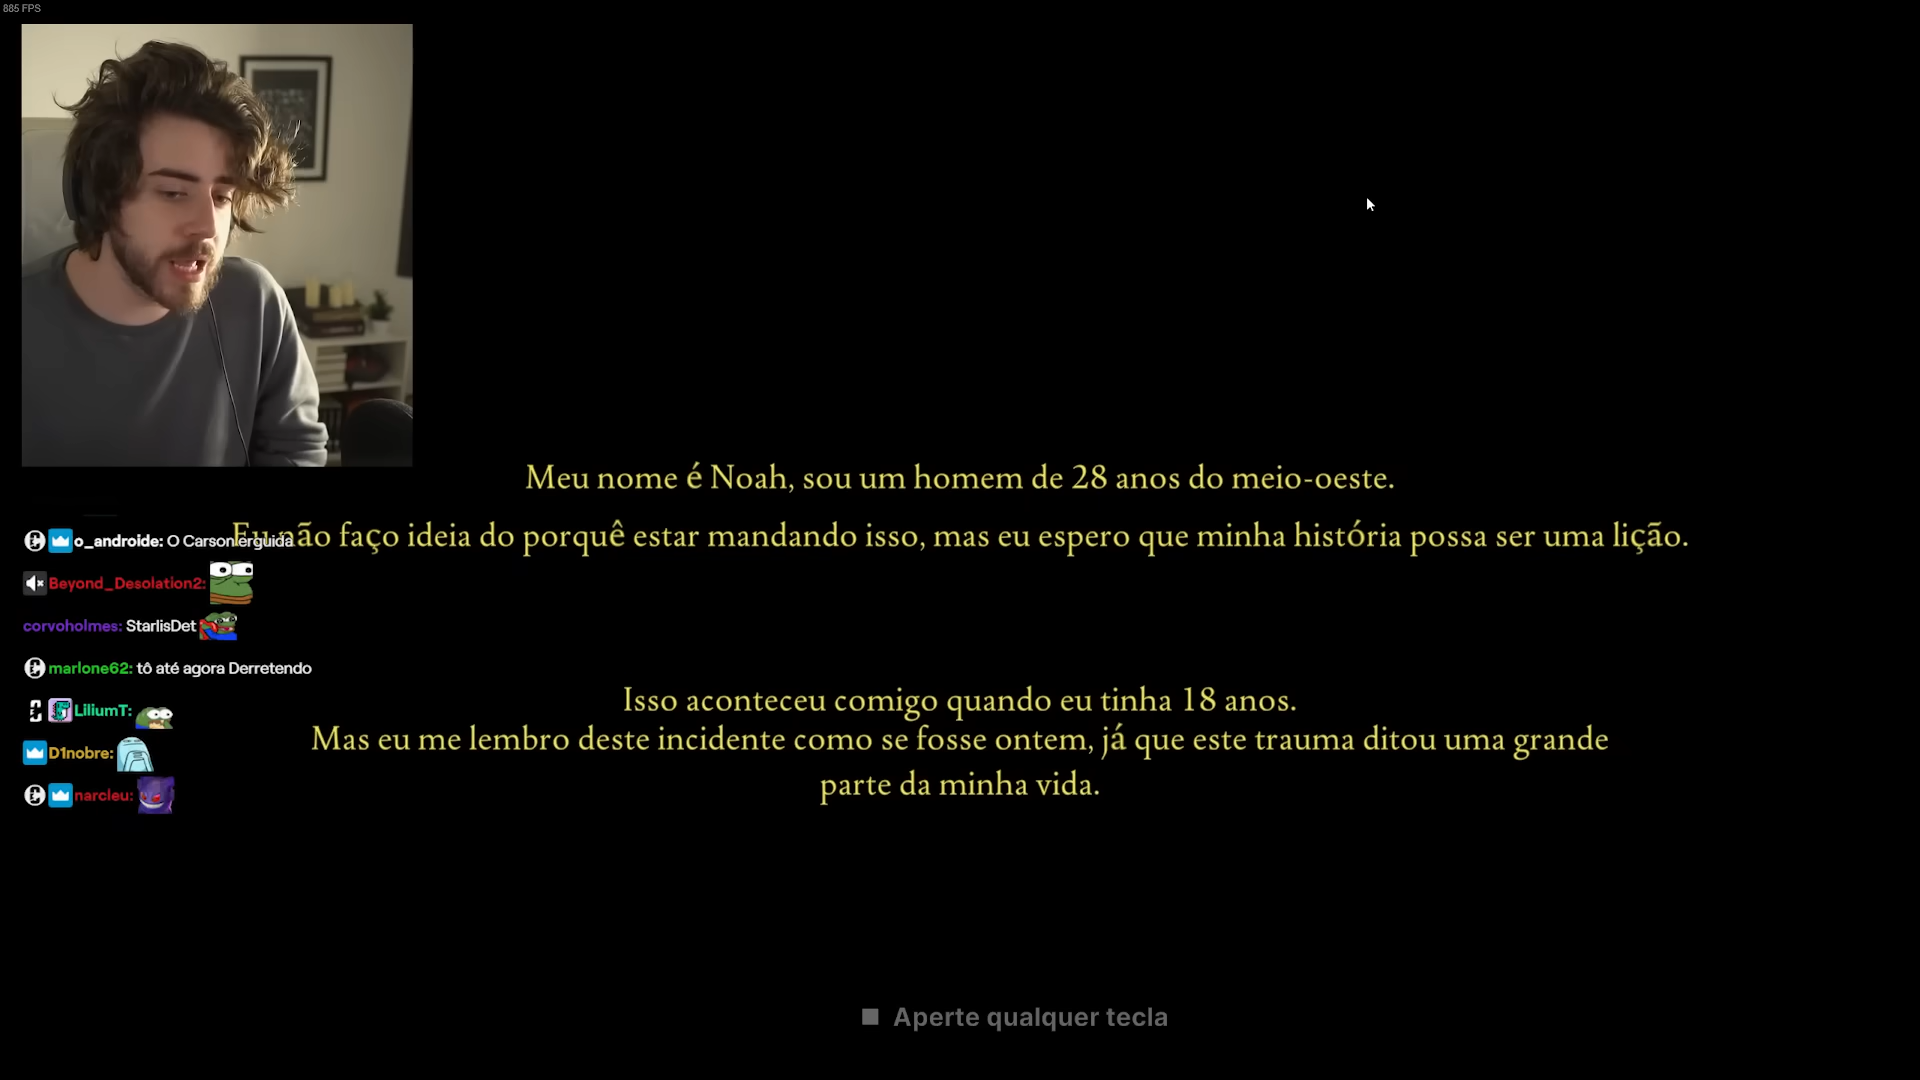 885 FPS
Meu nome é Noah, sou um homem de 28 anos do meio-oeste.
Eu não faço ideia do porquê estar mandando isso, mas eu espero que minha história possa ser uma lição.
o_androide: O Carson erguida
Beyond_Desolation2:
corvoholmes: StarlisDet
marlone62: tô até agora Derretendo
Isso aconteceu comigo quando eu tinha 18 anos.
LiliumT:
Mas eu me lembro deste incidente como se fosse ontem, já que este trauma ditou uma grande
D1nobre:
parte da minha vida.
narcleu:
Aperte qualquer tecla